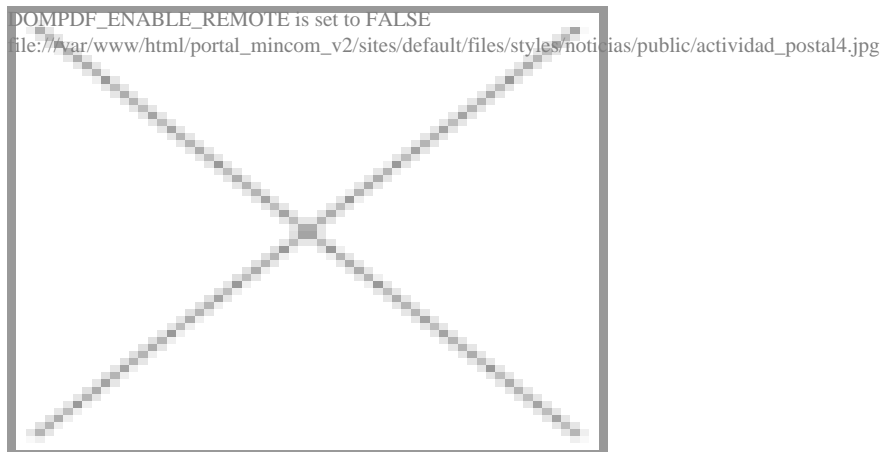 DOMPDF_ENABLE_REMOTE is set to FALSE
file:///var/www/html/portal_mincom_v2/sites/default/files/styles/noticias/public/actividad_postal4.jpg